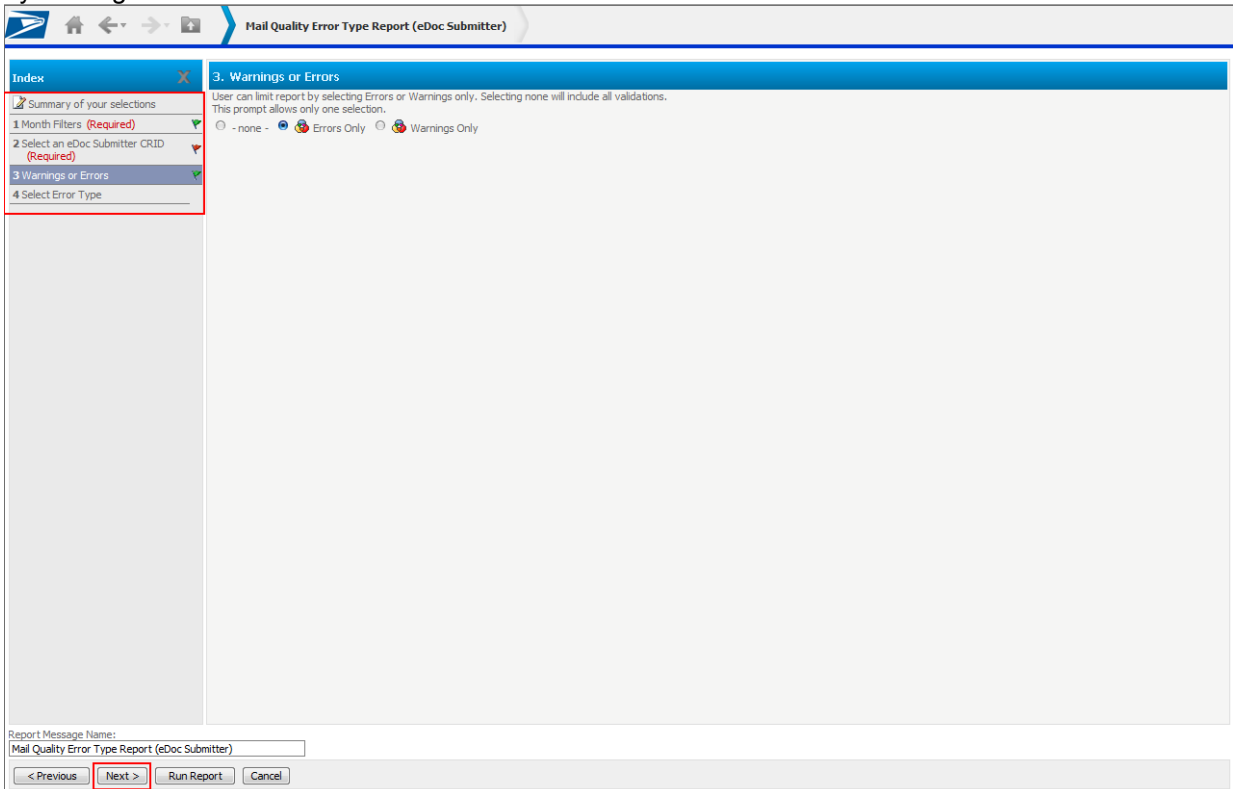 Mail Quality Error Type Report (eDoc Submitter)
Index X
Summary of your selections
1 Month Filters (Required)
2 Select an eDoc Submitter CRID
(Required)
3 Warnings or Errors
4 Select Error Type
3. Warnings or Errors
User can limit report by selecting Errors or Warnings only. Selecting none will include all validations.
This prompt allows only one selection.
- none - Errors Only Warnings Only
Report Message Name:
Mail Quality Error Type Report (eDoc Submitter)
< Previous Next > Run Report Cancel